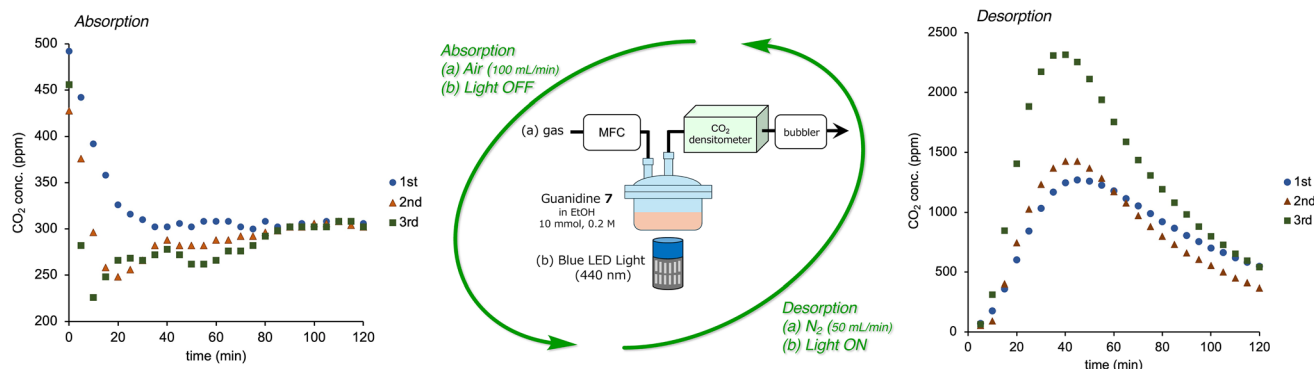 Absorption
500
450
400
350
300
250
200
CO₂ conc. (ppm)
0 20 40 60 80 100 120
time (min)
1st
2nd
3rd
Absorption
(a) Air (100 mL/min)
(b) Light OFF
(a) gas
MFC
CO₂
densitometer
bubbler
Guanidine 7
in EtOH
10 mmol, 0.2 M
(b) Blue LED Light
(440 nm)
Desorption
(a) N₂ (50 mL/min)
(b) Light ON
Desorption
2500
2000
1500
1000
500
0
CO₂ conc. (ppm)
0 20 40 60 80 100 120
time (min)
1st
2nd
3rd